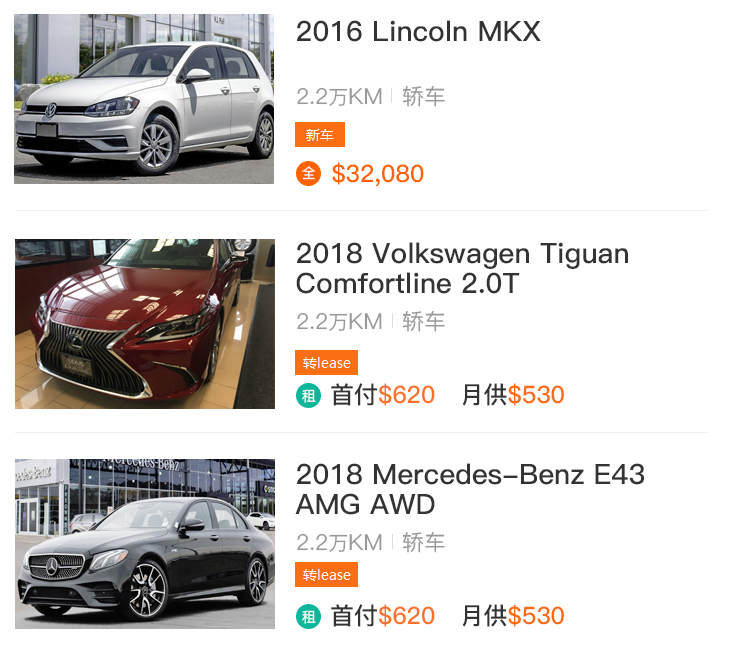 2016 Lincoln MKX
2.2万KM 轿车
新车
全 $32,080
2018 Volkswagen Tiguan
Comfortline 2.0T
2.2万KM 轿车
转lease
租 首付$620 月供$530
Mercedes-Benz
2018 Mercedes-Benz E43
AMG AWD
2.2万KM 轿车
转lease
租 首付$620 月供$530